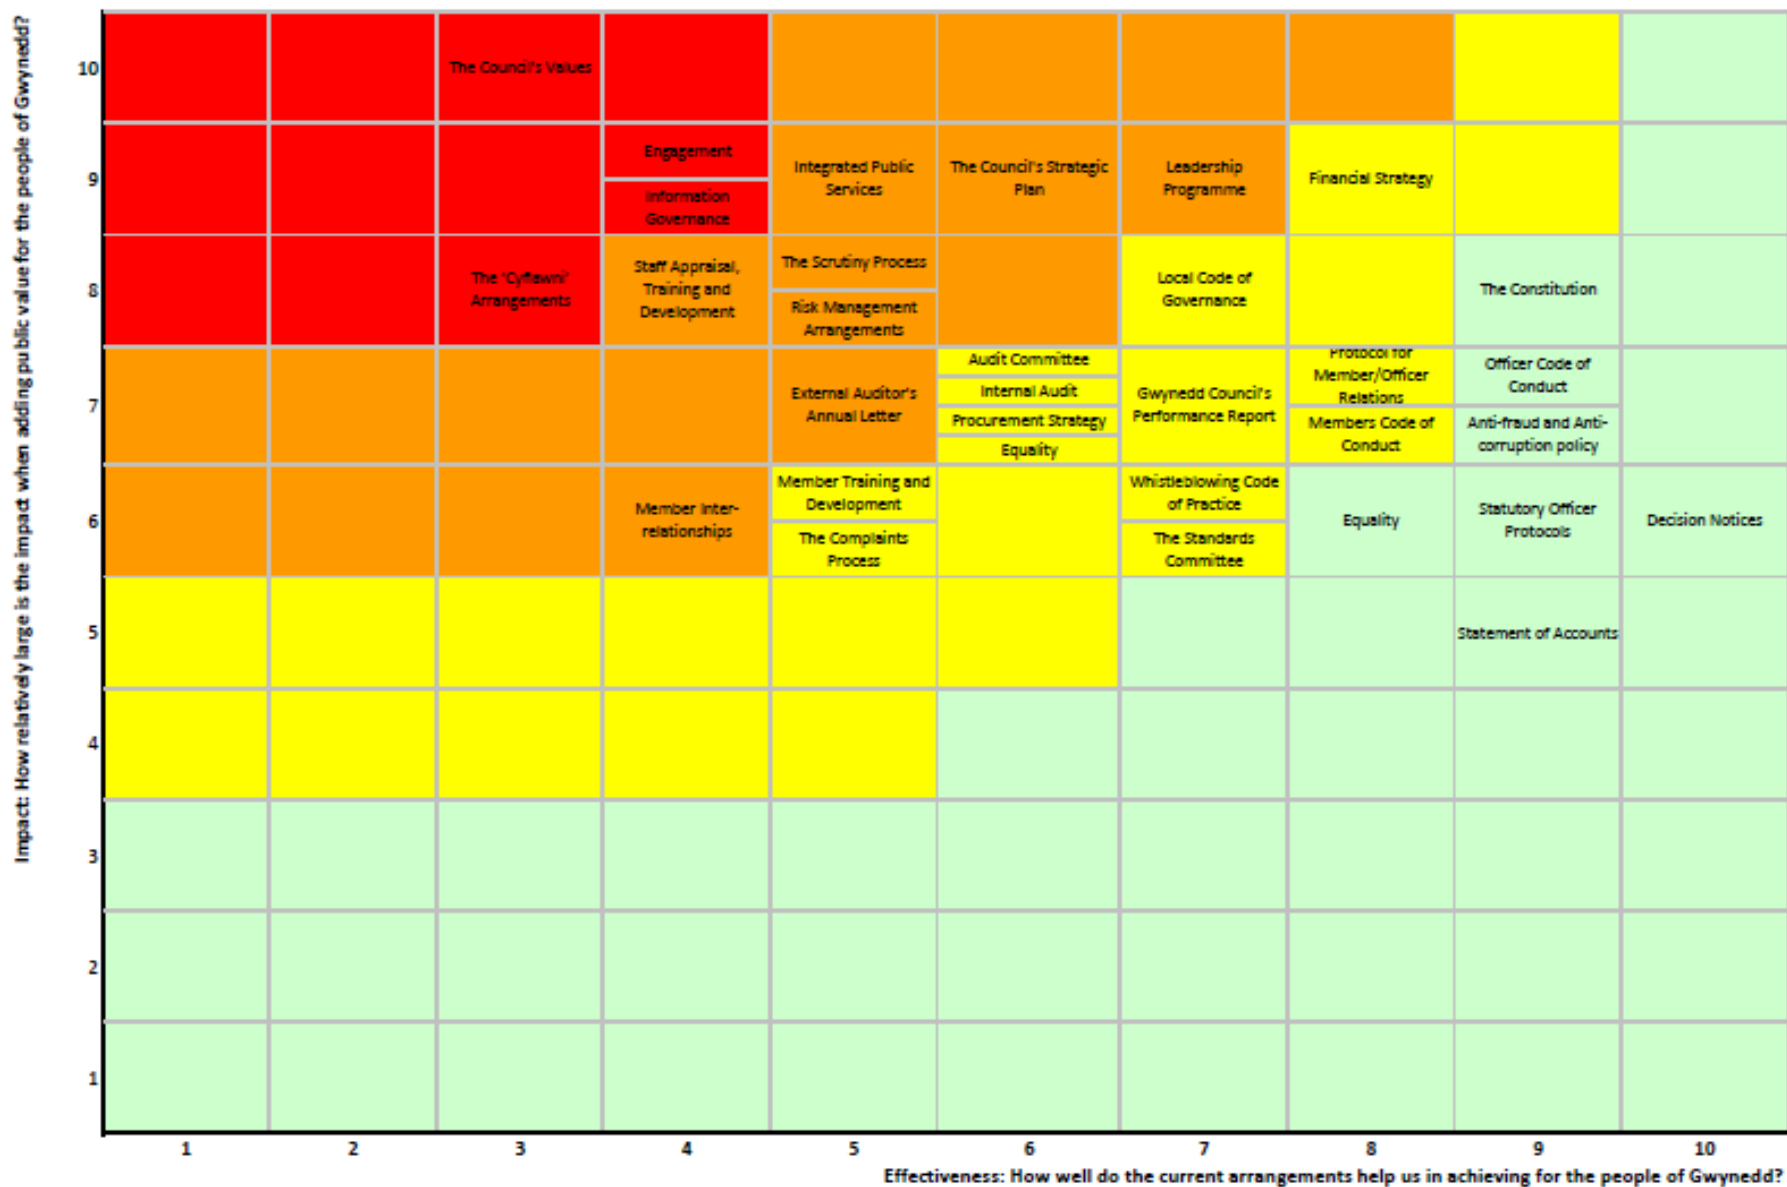 Impact: How relatively large is the impact when adding public value for the people of Gwynedd?
10
The Council's Values
9
Engagement
Information
Governance
Integrated Public
Services
The Council's Strategic
Plan
Leadership
Programme
Financial Strategy
8
The 'Cyflawni'
Arrangements
Staff Appraisal,
Training and
Development
The Scrutiny Process
Risk Management
Arrangements
Local Code of
Governance
The Constitution
7
External Auditor's
Annual Letter
Audit Committee
Internal Audit
Procurement Strategy
Equality
Gwynedd Council's
Performance Report
Protocol for
Member/Officer
Relations
Members Code of
Conduct
Officer Code of
Conduct
Anti-fraud and Anti-
corruption policy
6
Member Inter-
relationships
Member Training and
Development
The Complaints
Process
Whistleblowing Code
of Practice
The Standards
Committee
Equality
Statutory Officer
Protocols
Decision Notices
5
Statement of Accounts
4
3
2
1
1 2 3 4 5 6 7 8 9 10
Effectiveness: How well do the current arrangements help us in achieving for the people of Gwynedd?